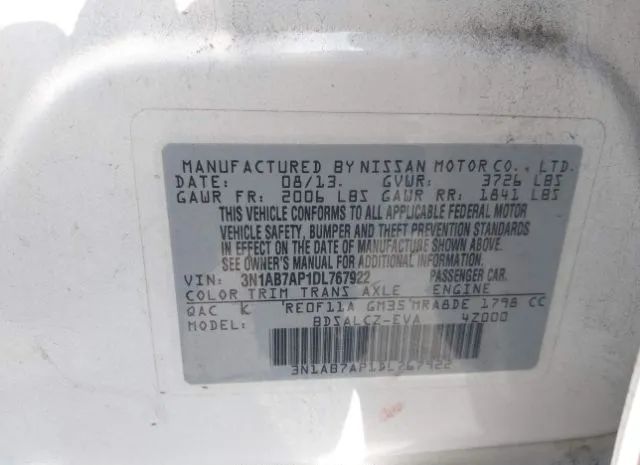 MANUFACTURED BY NISSAN MOTOR CO., LTD.
DATE: 08/13. GVWR: 3726 LBS
GAWR FR: 2006 LBS GAWR RR: 1841 LBS
THIS VEHICLE CONFORMS TO ALL APPLICABLE FEDERAL MOTOR
VEHICLE SAFETY, BUMPER AND THEFT PREVENTION STANDARDS
IN EFFECT ON THE DATE OF MANUFACTURE SHOWN ABOVE.
SEE OWNER'S MANUAL FOR ADDITIONAL INFORMATION.
VIN: 3N1AB7AP1DL767922 PASSENGER CAR.
COLOR TRIM TRANS AXLE ENGINE
QAC K RE0F11A GM35 MRA8DE 1798 CC
MODEL: BDSALCZ-EVA 4Z000
3N1AB7AP1DL767922